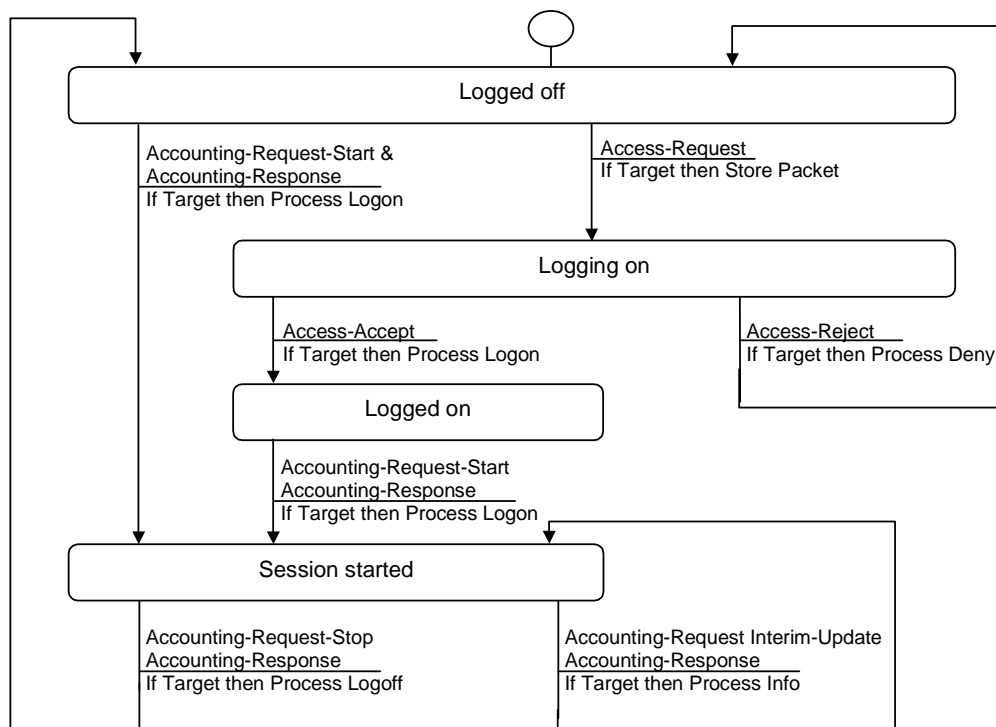 Logged off
Accounting-Request-Start &
Accounting-Response
If Target then Process Logon
Access-Request
If Target then Store Packet
Logging on
Access-Accept
If Target then Process Logon
Access-Reject
If Target then Process Deny
Logged on
Accounting-Request-Start
Accounting-Response
If Target then Process Logon
Session started
Accounting-Request-Stop
Accounting-Response
If Target then Process Logoff
Accounting-Request Interim-Update
Accounting-Response
If Target then Process Info